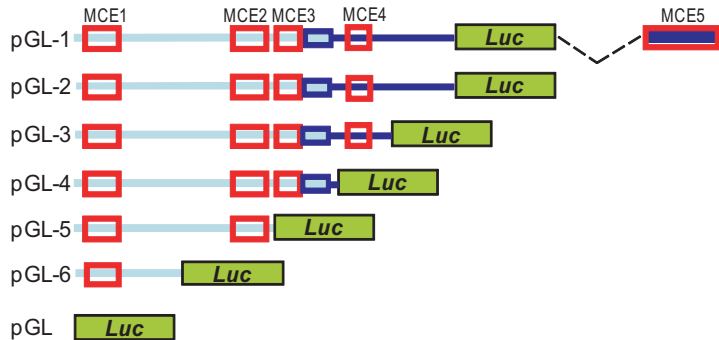 MCE1 MCE2 MCE3 MCE4 MCE5
pGL-1 Luc
pGL-2 Luc
pGL-3 Luc
pGL-4 Luc
pGL-5 Luc
pGL-6 Luc
pGL Luc